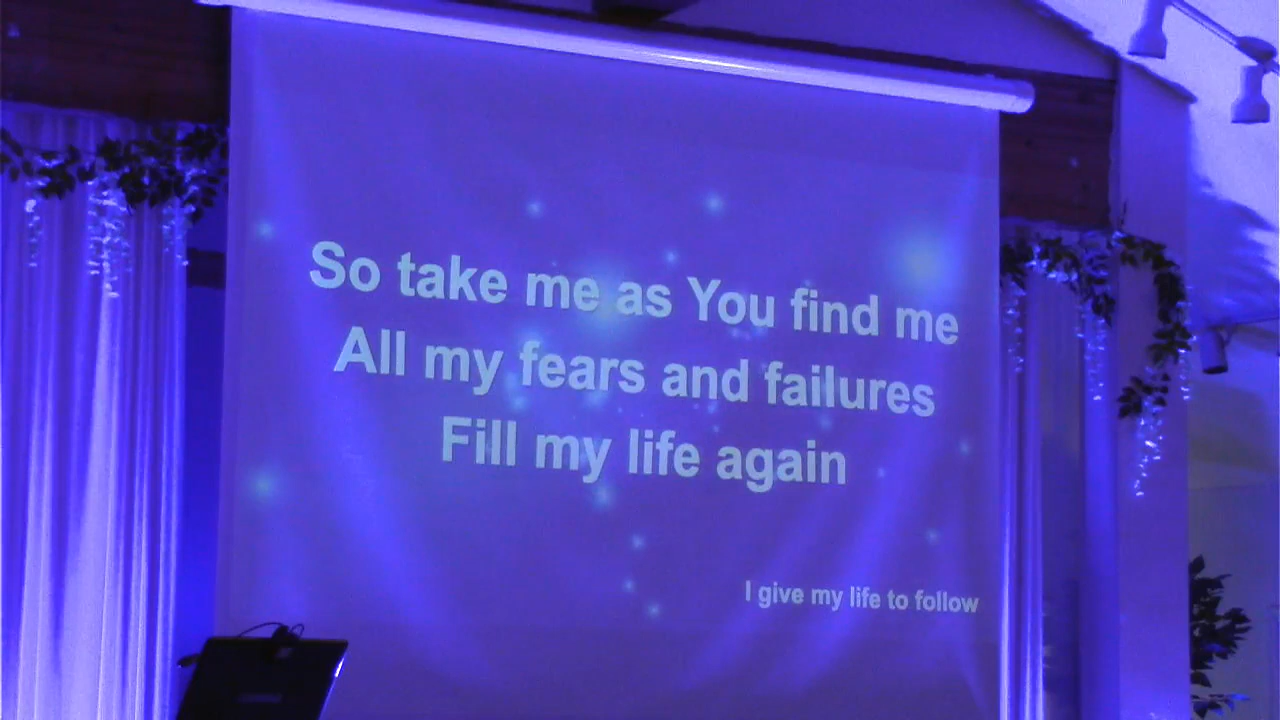 So take me as You find me
All my fears and failures
Fill my life again
I give my life to follow